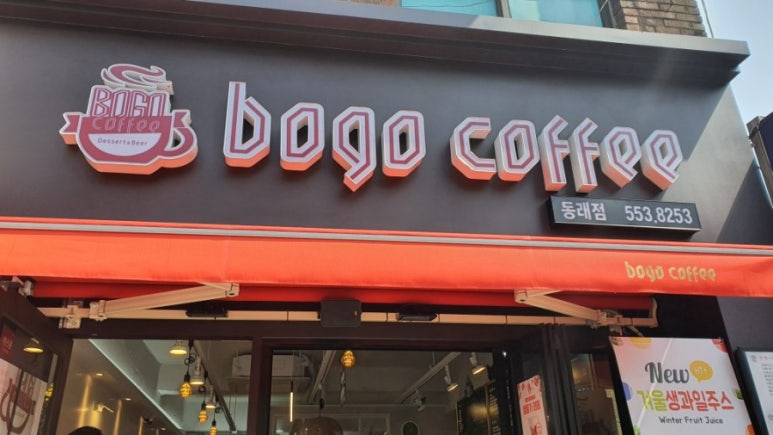 BOGO
coffee
Dessert&Beer
bogo coffee
동래점 553.8253
bogo coffee
New
겨울생과일주스
Winter Fruit Juice